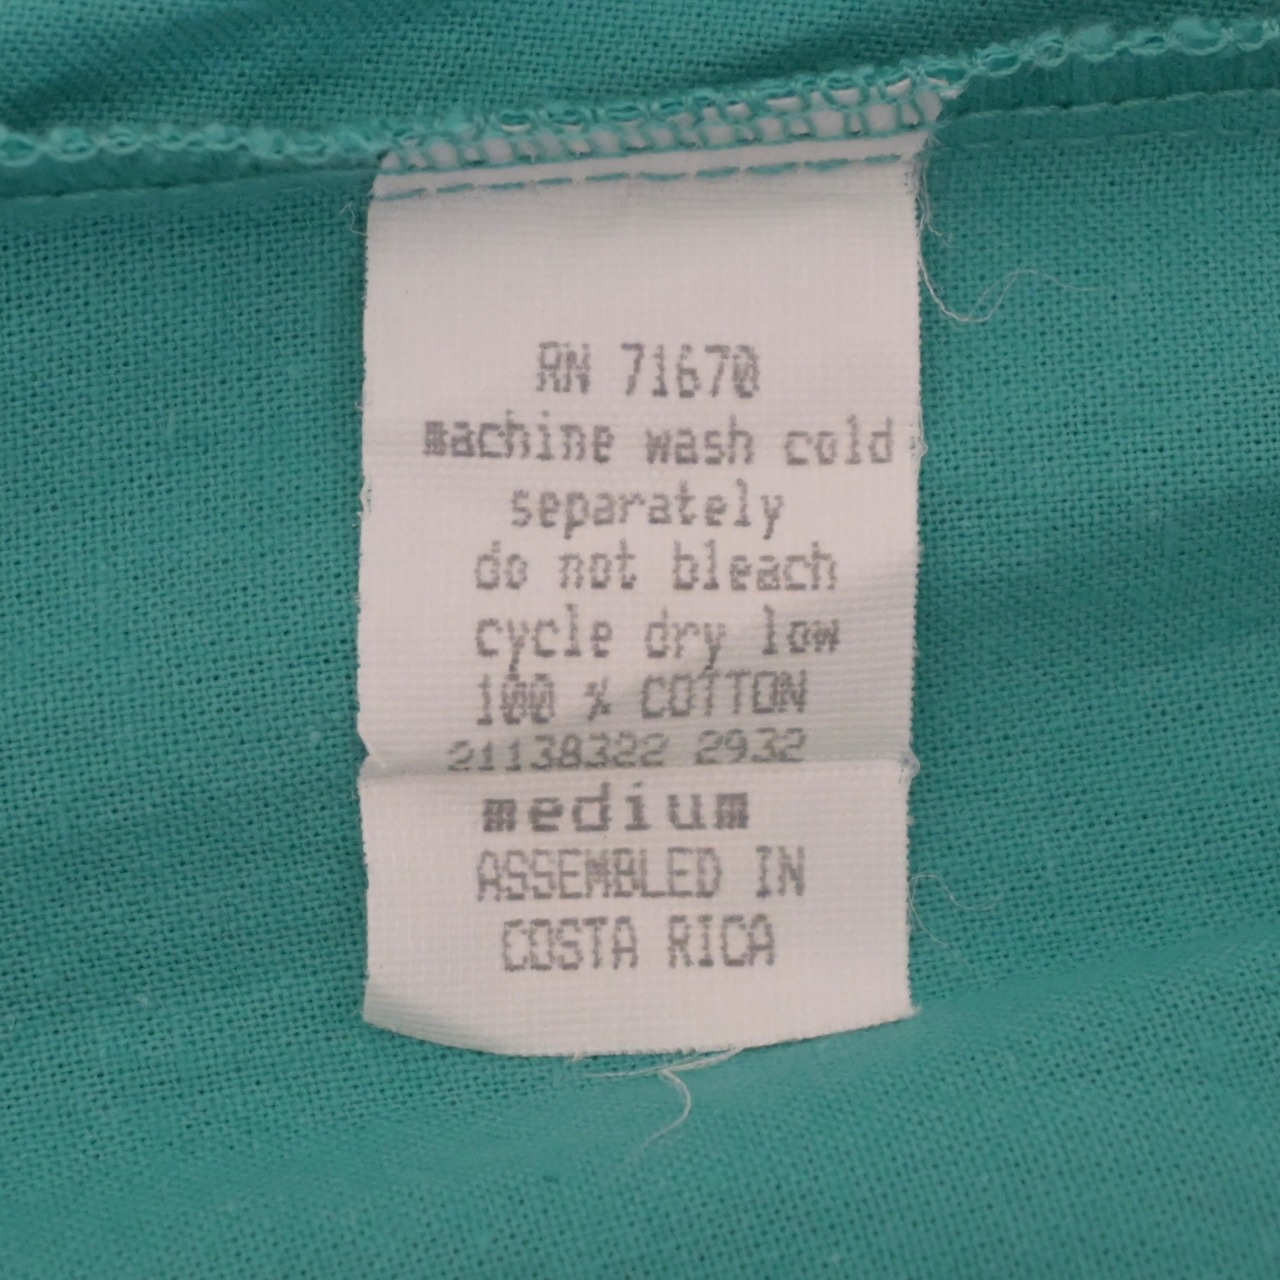 RN 71670
machine wash cold
separately
do not bleach
cycle dry low
100 % COTTON
21138322 2932
medium
ASSEMBLED IN
COSTA RICA